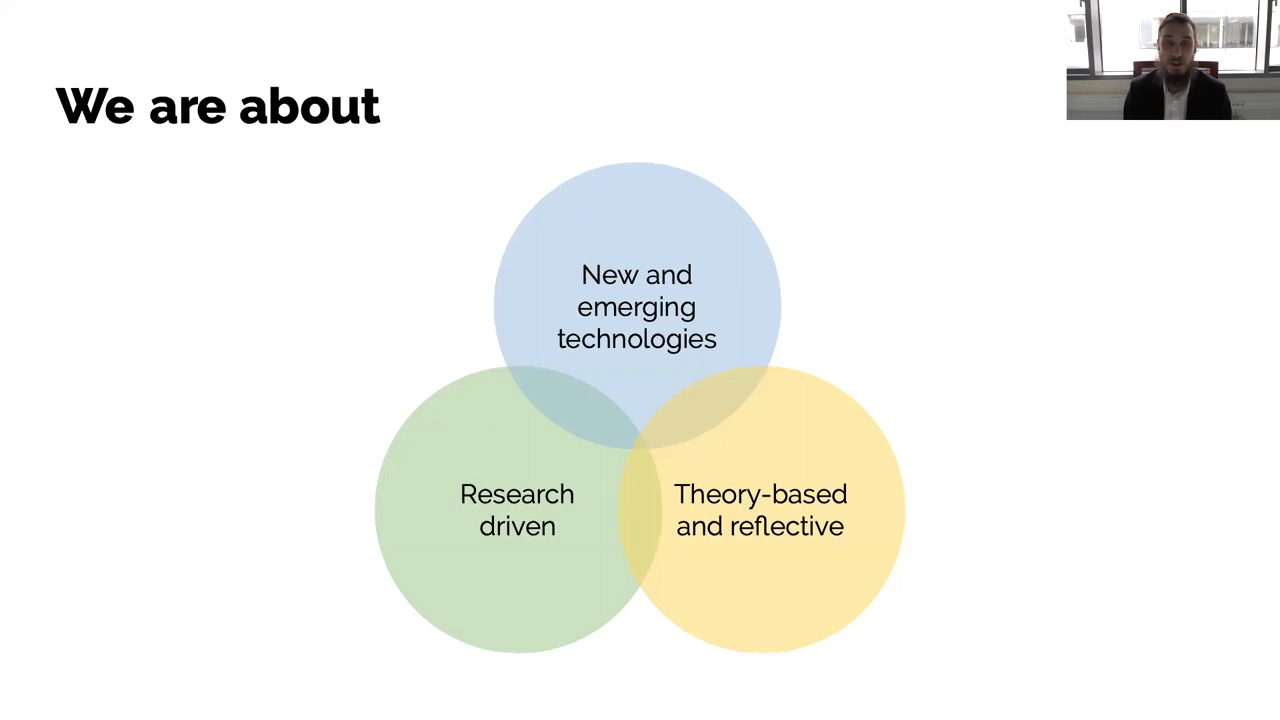 We are about
New and
emerging
technologies
Research
driven
Theory-based
and reflective